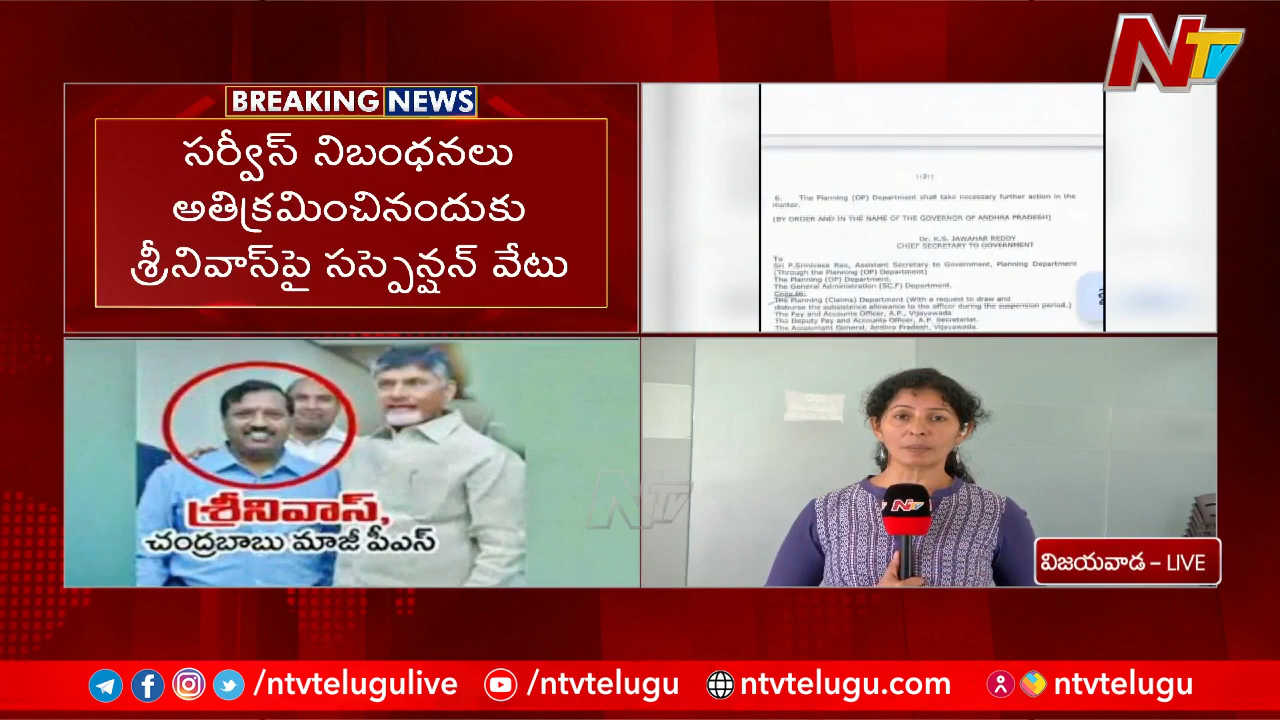 NTV
BREAKING NEWS
సర్వీస్ నిబంధనలు
అతిక్రమించినందుకు
శ్రీనివాస్‌పై సస్పెన్షన్ వేటు
::2::
6. The Planning (OP) Department shall take necessary further action in the
matter.
(BY ORDER AND IN THE NAME OF THE GOVERNOR OF ANDHRA PRADESH)
Dr. K.S. JAWAHAR REDDY
CHIEF SECRETARY TO GOVERNMENT
To
Sri P.Srinivasa Rao, Assistant Secretary to Government, Planning Department
(Through the Planning (OP) Department)
The Planning (OP) Department.
The General Administration (SC.F) Department.
Copy to:
The Planning (Claims) Department (With a request to draw and
disburse the subsistence allowance to the officer during the suspension period.)
The Pay and Accounts Officer, A.P., Vijayawada
The Deputy Pay and Accounts Officer, A.P. Secretariat.
The Accountant General, Andhra Pradesh, Vijayawada.
శ్రీనివాస్,
చంద్రబాబు మాజీ పీఎస్
NTV
NTV
విజయవాడ – LIVE
/ntvtelugulive
/ntvtelugu
ntvtelugu.com
ntvtelugu